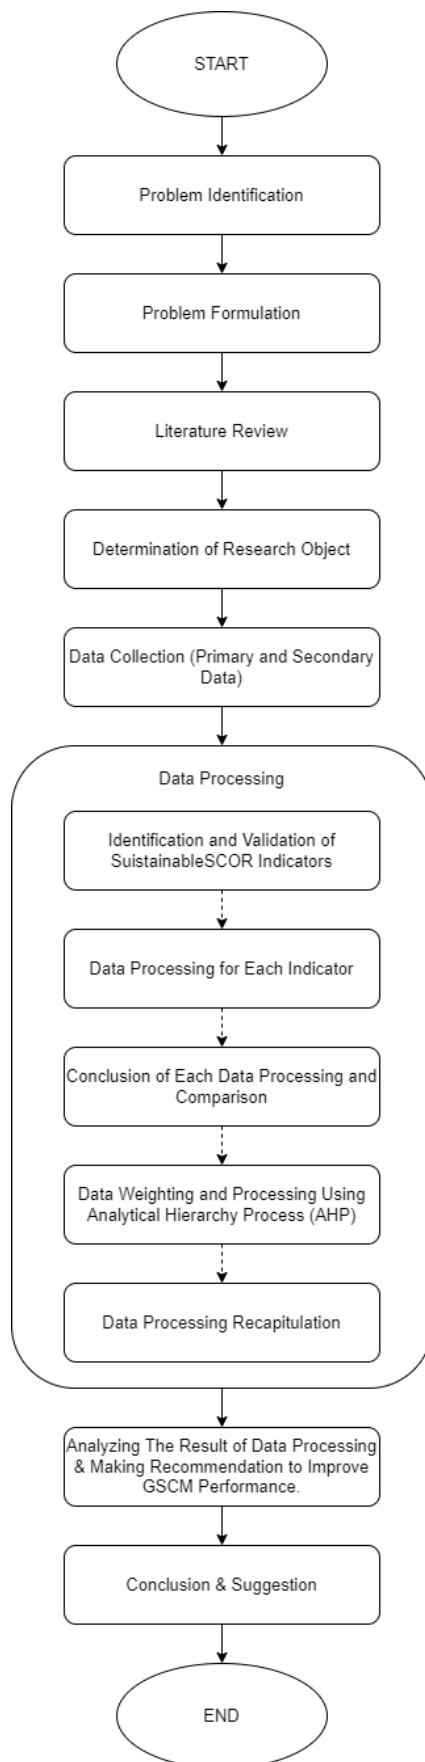 START
Problem Identification
Problem Formulation
Literature Review
Determination of Research Object
Data Collection (Primary and Secondary
Data)
Data Processing
Identification and Validation of
SuistainableSCOR Indicators
Data Processing for Each Indicator
Conclusion of Each Data Processing and
Comparison
Data Weighting and Processing Using
Analytical Hierarchy Process (AHP)
Data Processing Recapitulation
Analyzing The Result of Data Processing
& Making Recommendation to Improve
GSCM Performance.
Conclusion & Suggestion
END